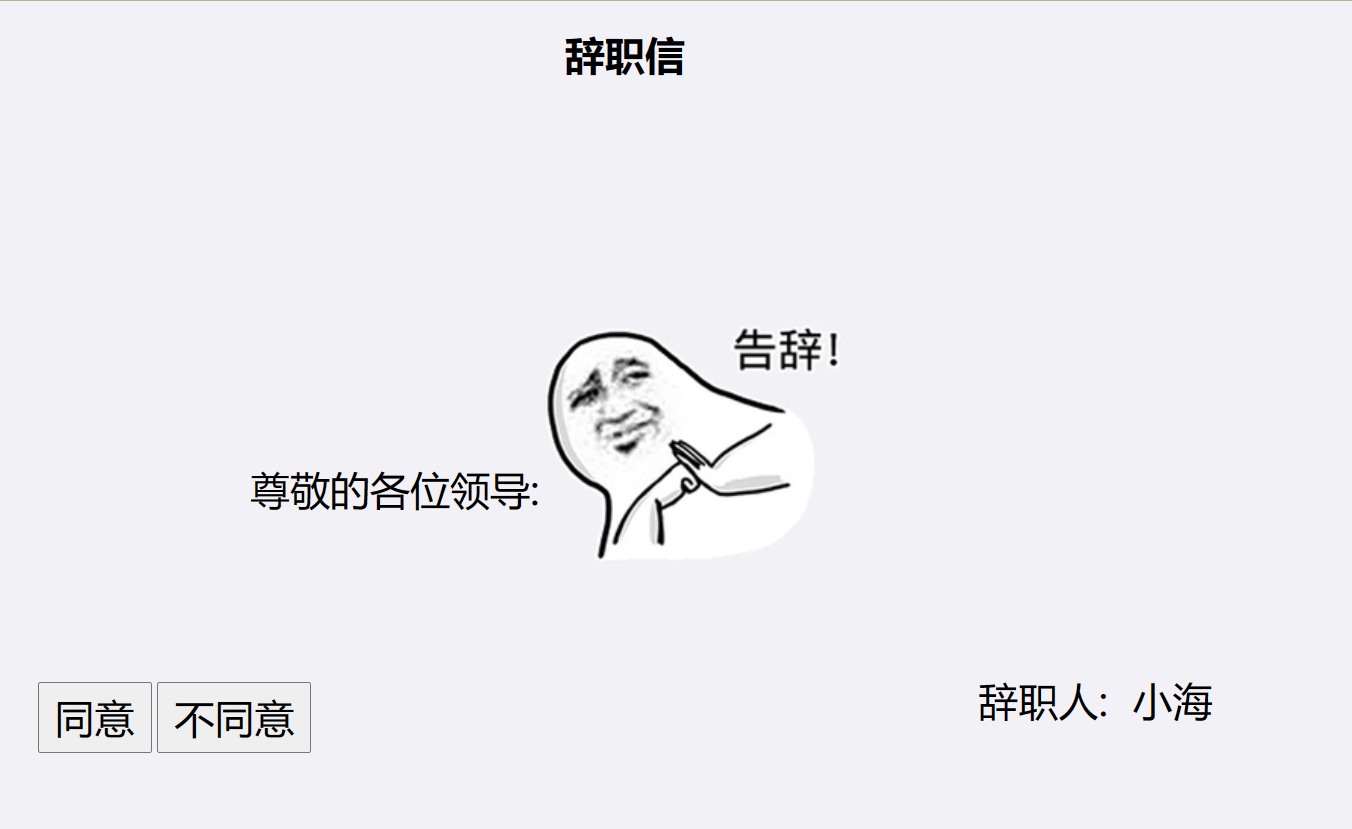 辞职信
告辞!
尊敬的各位领导:
同意 不同意
辞职人: 小海